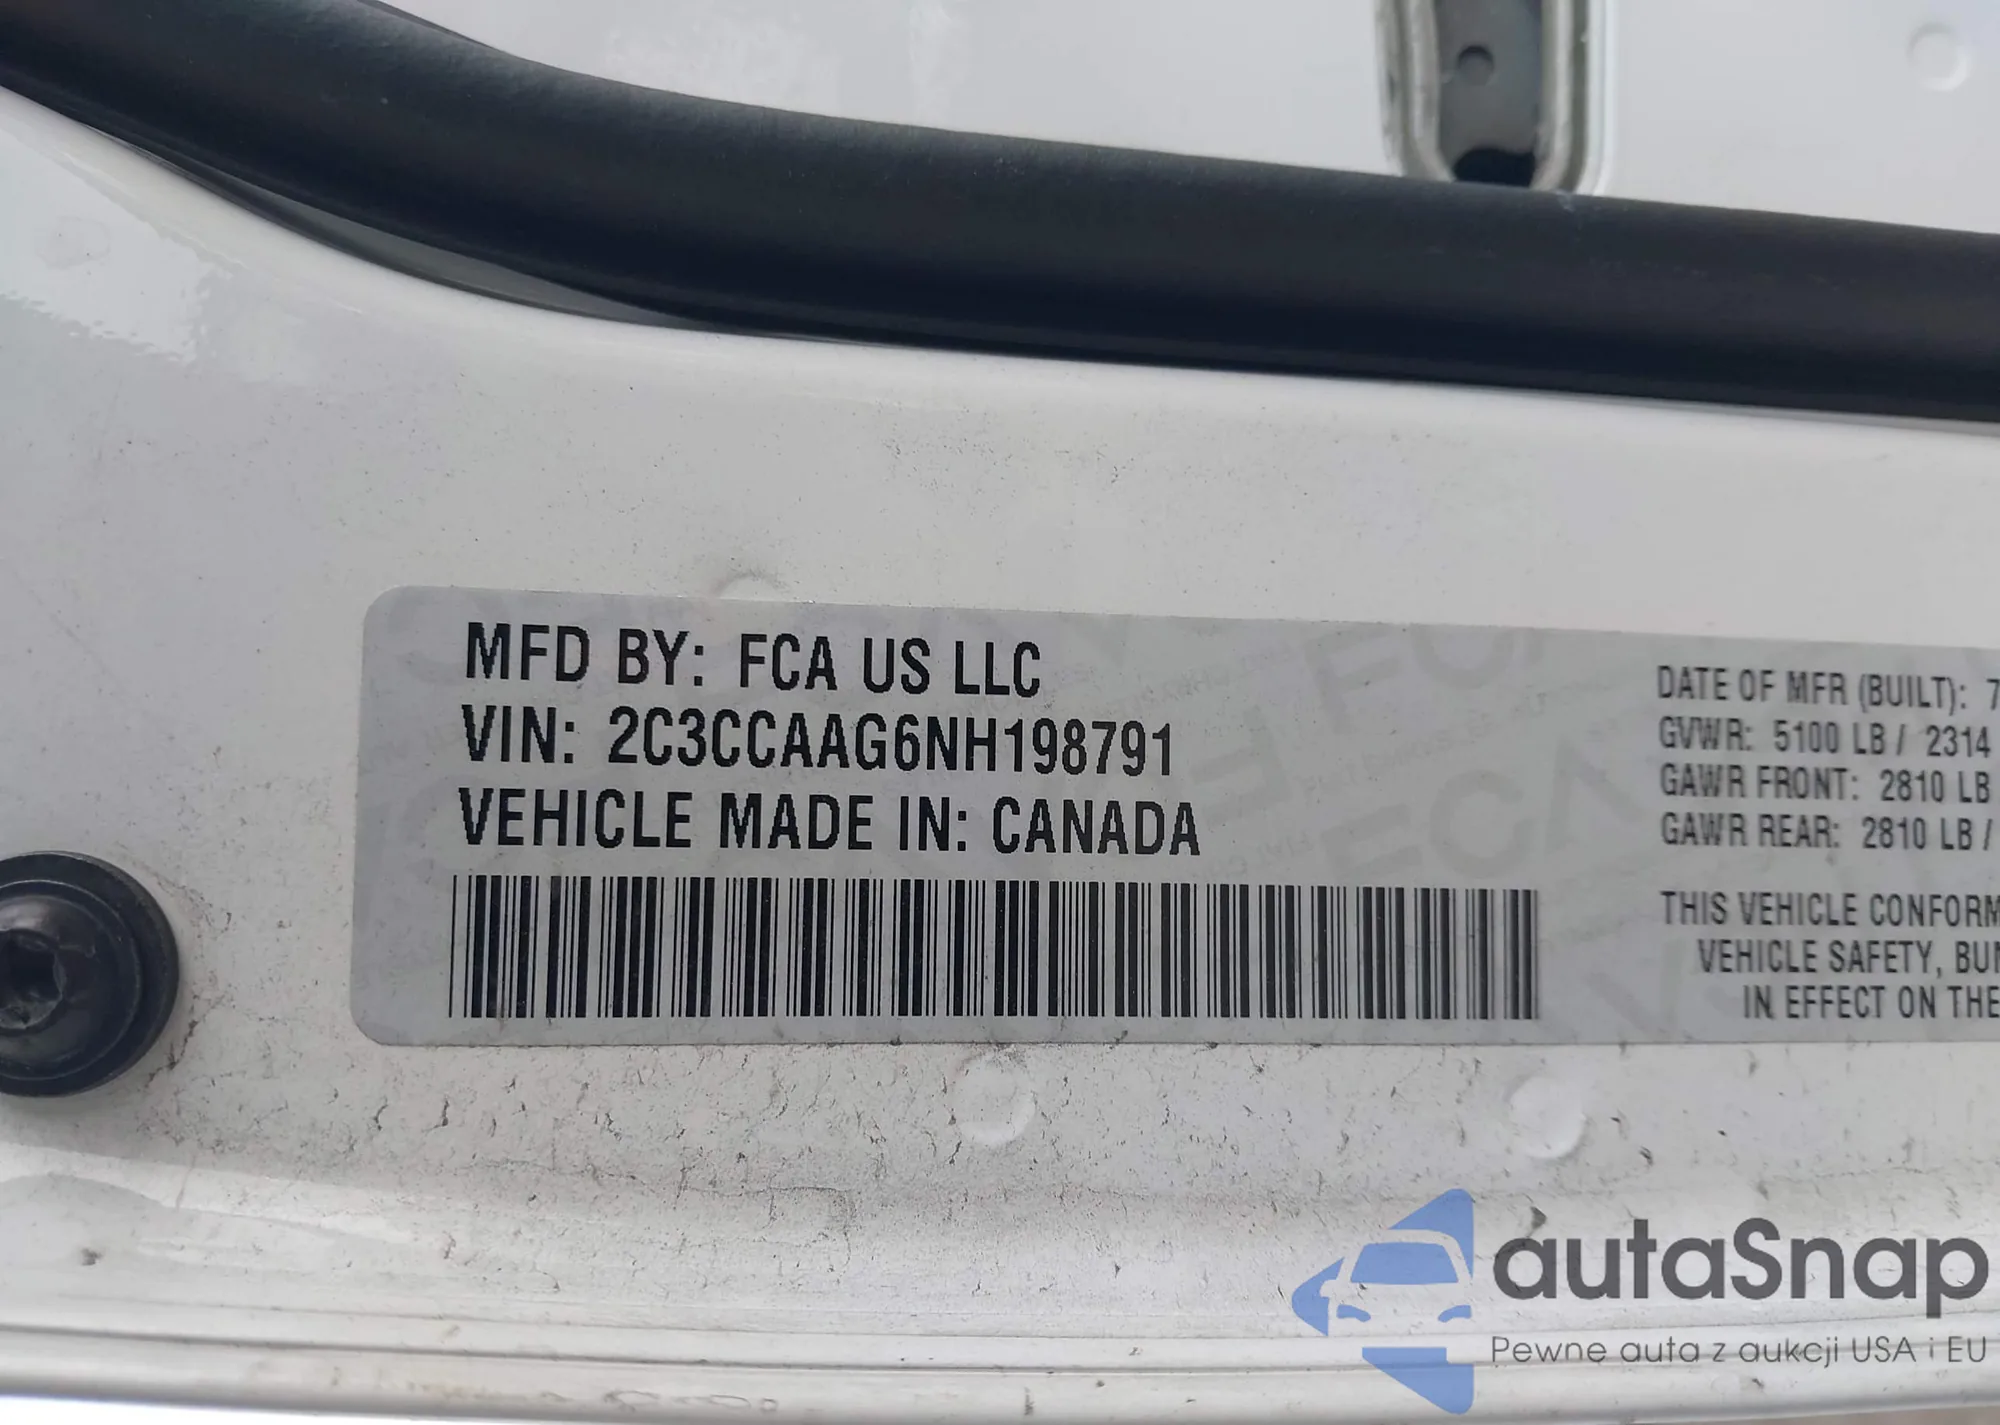 MFD BY: FCA US LLC
VIN: 2C3CCAAG6NH198791
VEHICLE MADE IN: CANADA
DATE OF MFR (BUILT): 7
GVWR: 5100 LB / 2314
GAWR FRONT: 2810 LB
GAWR REAR: 2810 LB /
THIS VEHICLE CONFORM
VEHICLE SAFETY, BUM
IN EFFECT ON THE
autaSnap
Pewne auta z aukcji USA i EU